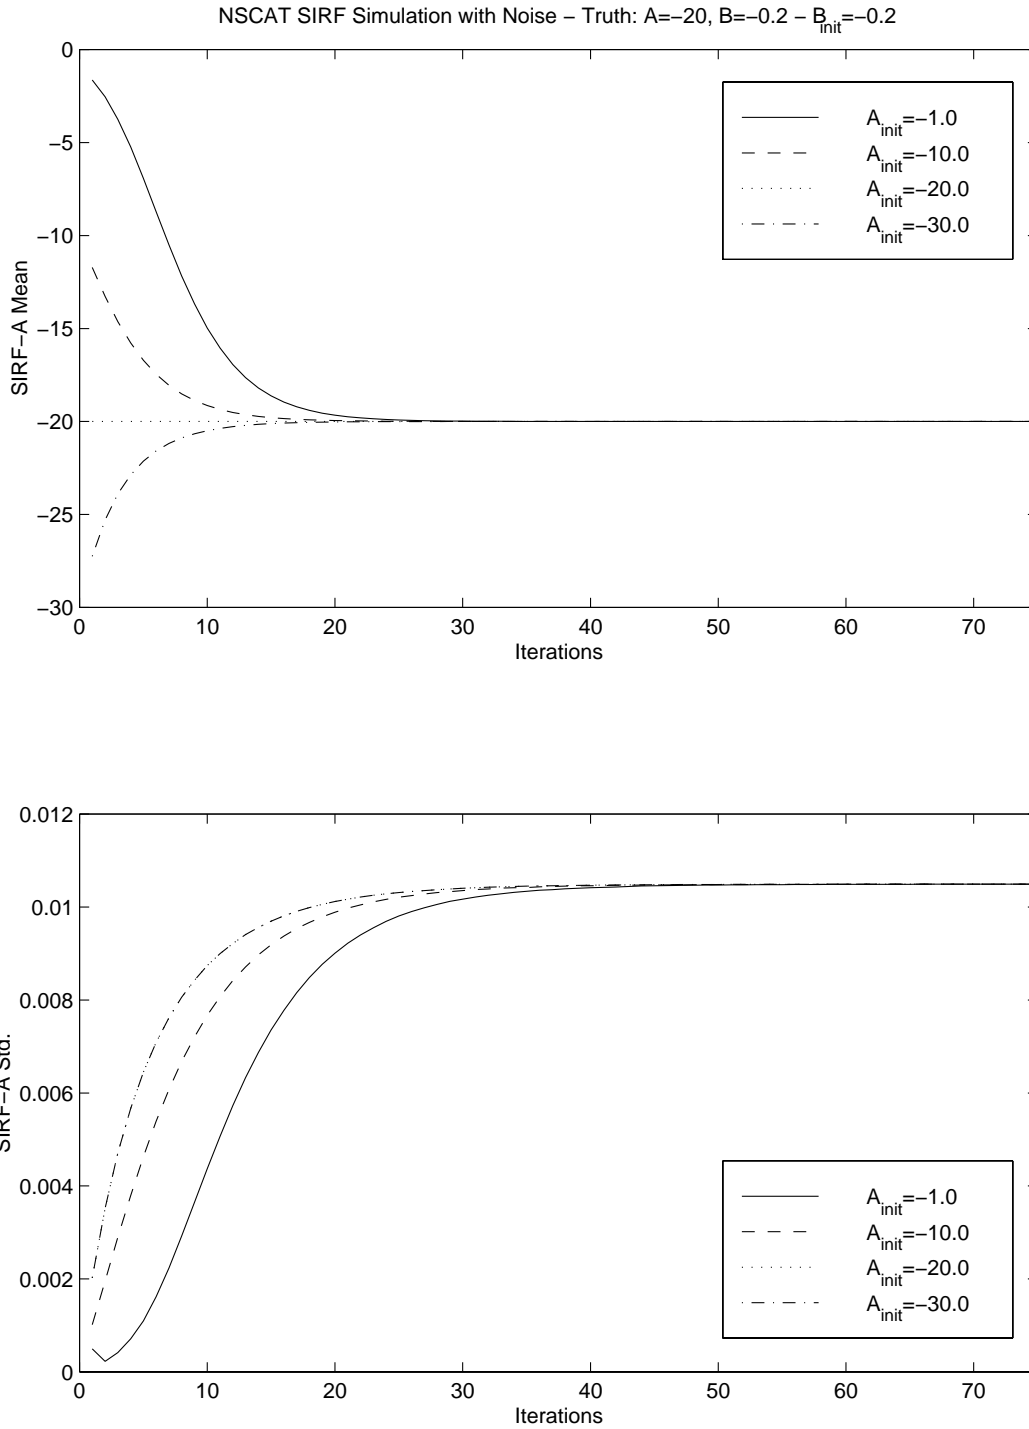 NSCAT SIRF Simulation with Noise − Truth: A=−20, B=−0.2 − B_init=−0.2
0
−5
−10
−15
−20
−25
−30
SIRF−A Mean
A_init=−1.0
A_init=−10.0
A_init=−20.0
A_init=−30.0
0 10 20 30 40 50 60 70
Iterations
0.012
0.01
0.008
0.006
0.004
0.002
0
SIRF−A Std.
A_init=−1.0
A_init=−10.0
A_init=−20.0
A_init=−30.0
0 10 20 30 40 50 60 70
Iterations